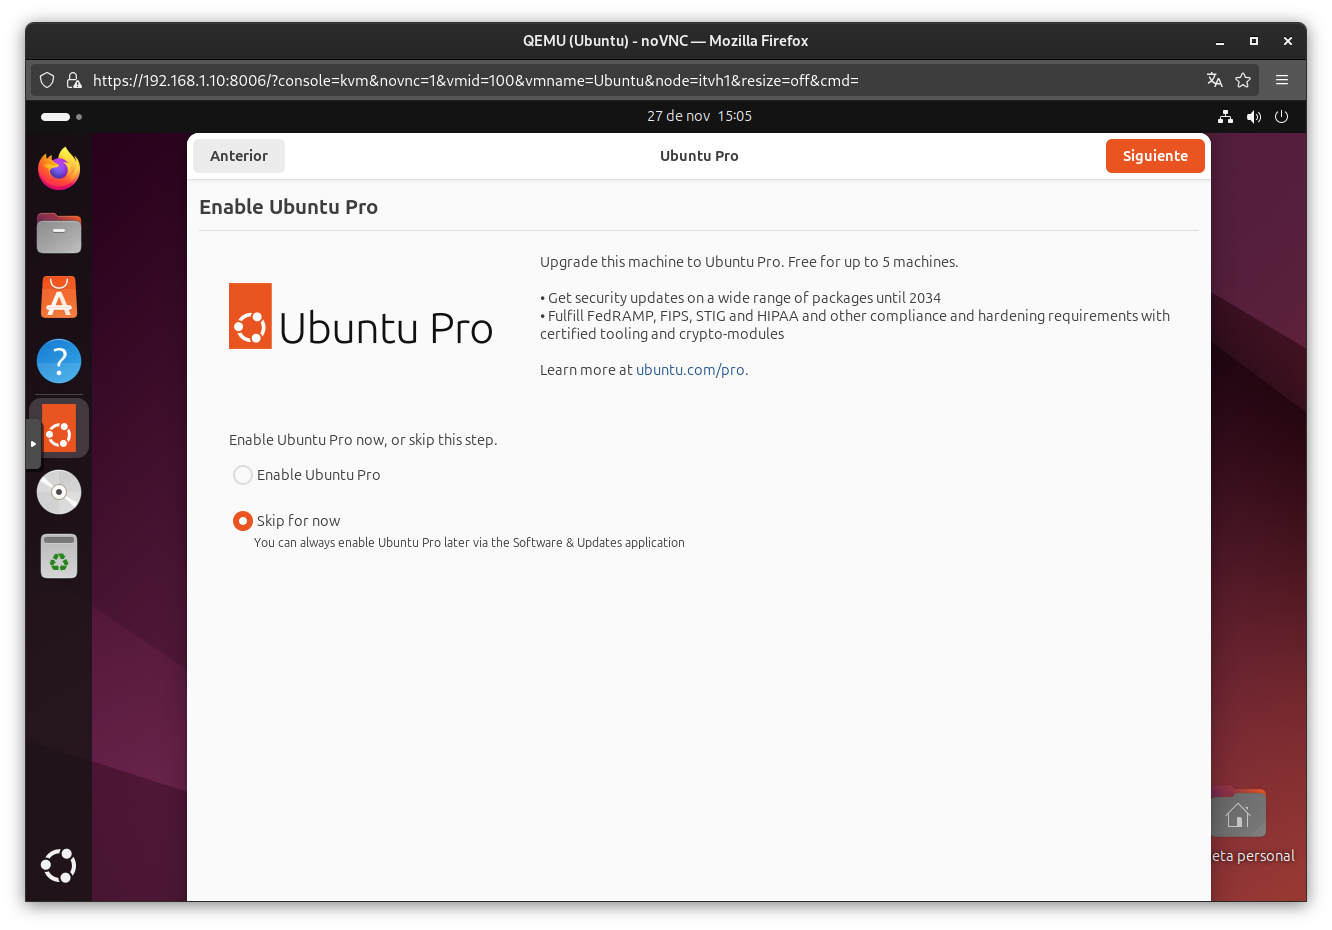 QEMU (Ubuntu) - noVNC — Mozilla Firefox
https://192.168.1.10:8006/?console=kvm&novnc=1&vmid=100&vmname=Ubuntu&node=itvh1&resize=off&cmd=
27 de nov 15:05
Anterior
Ubuntu Pro
Siguiente
Enable Ubuntu Pro
Ubuntu Pro
Upgrade this machine to Ubuntu Pro. Free for up to 5 machines.
• Get security updates on a wide range of packages until 2034
• Fulfill FedRAMP, FIPS, STIG and HIPAA and other compliance and hardening requirements with
certified tooling and crypto-modules
Learn more at ubuntu.com/pro.
Enable Ubuntu Pro now, or skip this step.
Enable Ubuntu Pro
Skip for now
You can always enable Ubuntu Pro later via the Software & Updates application
eta personal